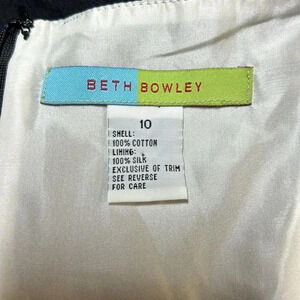 BETH BOWLEY
10
SHELL:
100% COTTON
LINING:
100% SILK
EXCLUSIVE OF TRIM
SEE REVERSE
FOR CARE